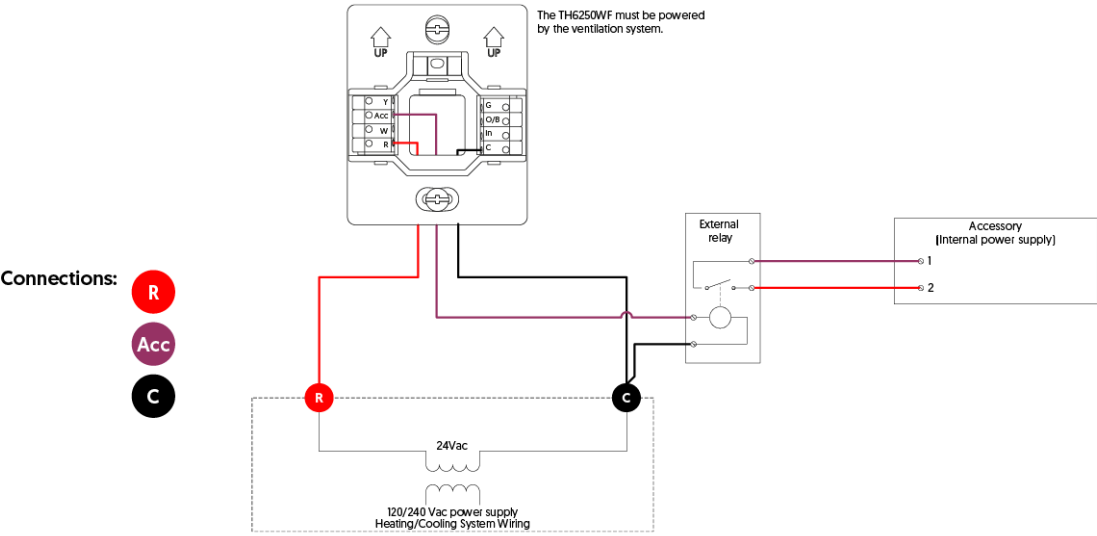 The TH6250WF must be powered
by the ventilation system.
UP
UP
Y
Acc
W
R
G
O/B
In
C
External
relay
Accessory
(Internal power supply)
1
2
Connections:
R
Acc
C
R
C
24Vac
120/240 Vac power supply
Heating/Cooling System Wiring